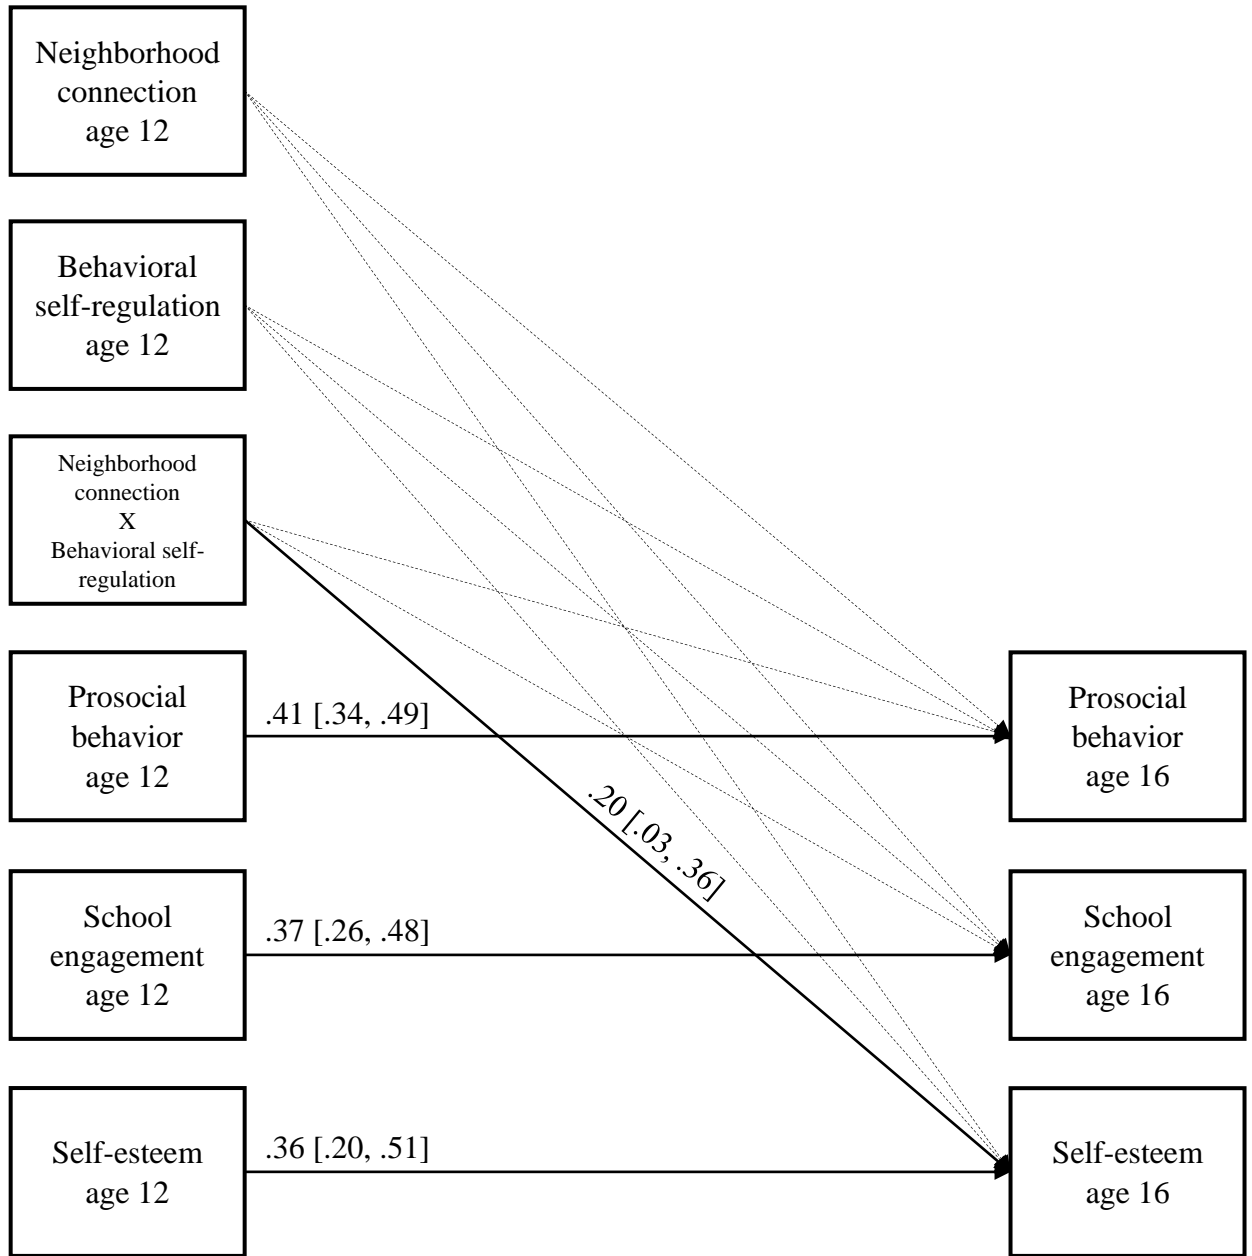 Neighborhood
connection
age 12
Behavioral
self-regulation
age 12
Neighborhood
connection
X
Behavioral self-
regulation
Prosocial
behavior
age 12
.41 [.34, .49]
Prosocial
behavior
age 16
.20 [.03, .36]
School
engagement
age 12
.37 [.26, .48]
School
engagement
age 16
Self-esteem
age 12
.36 [.20, .51]
Self-esteem
age 16